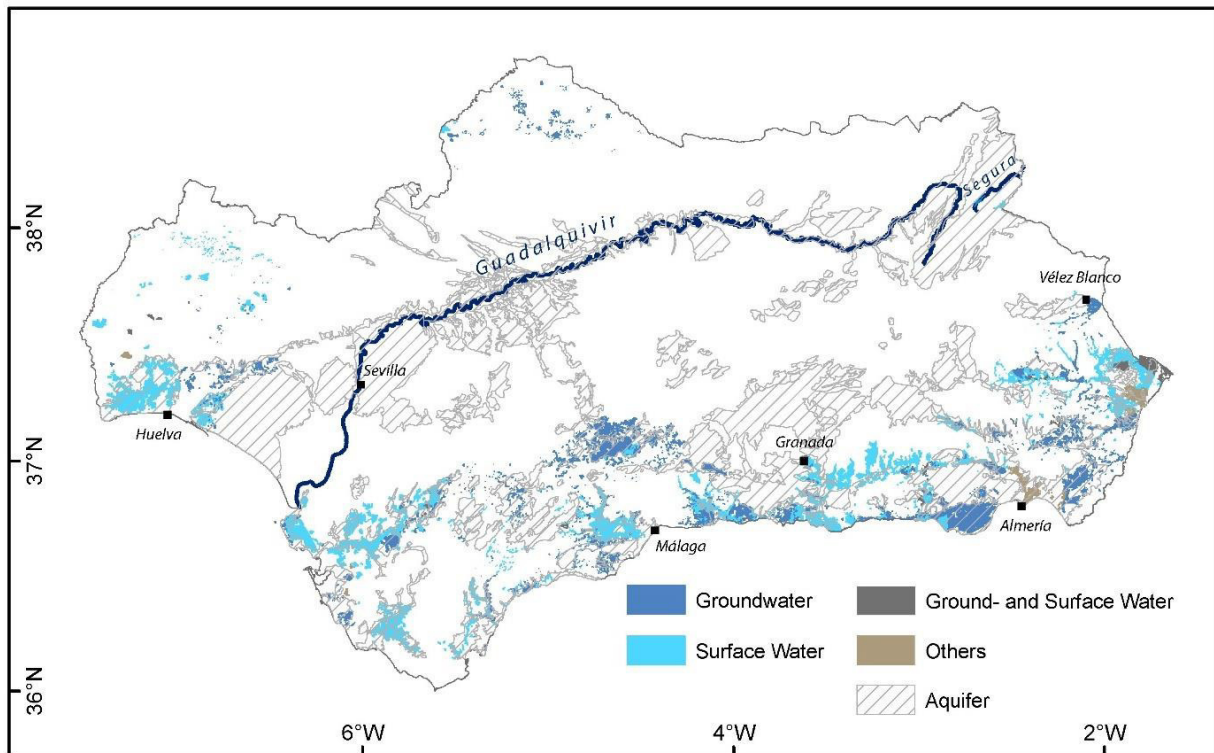 38°N
37°N
36°N
Guadalquivir
Segura
Vélez Blanco
Sevilla
Huelva
Granada
Almería
Málaga
Groundwater
Ground- and Surface Water
Surface Water
Others
Aquifer
6°W
4°W
2°W